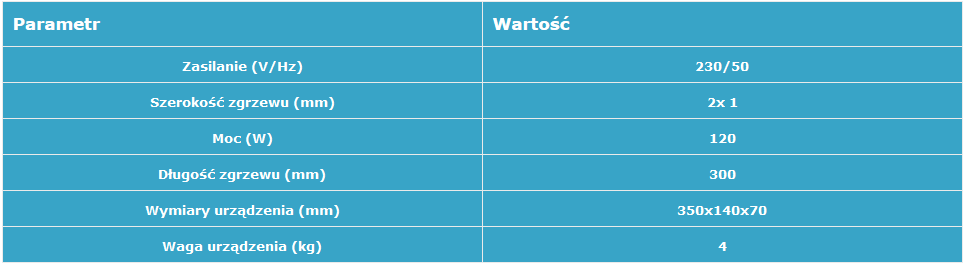 Parametr Wartość
Zasilanie (V/Hz) 230/50
Szerokość zgrzewu (mm) 2x 1
Moc (W) 120
Długość zgrzewu (mm) 300
Wymiary urządzenia (mm) 350x140x70
Waga urządzenia (kg) 4